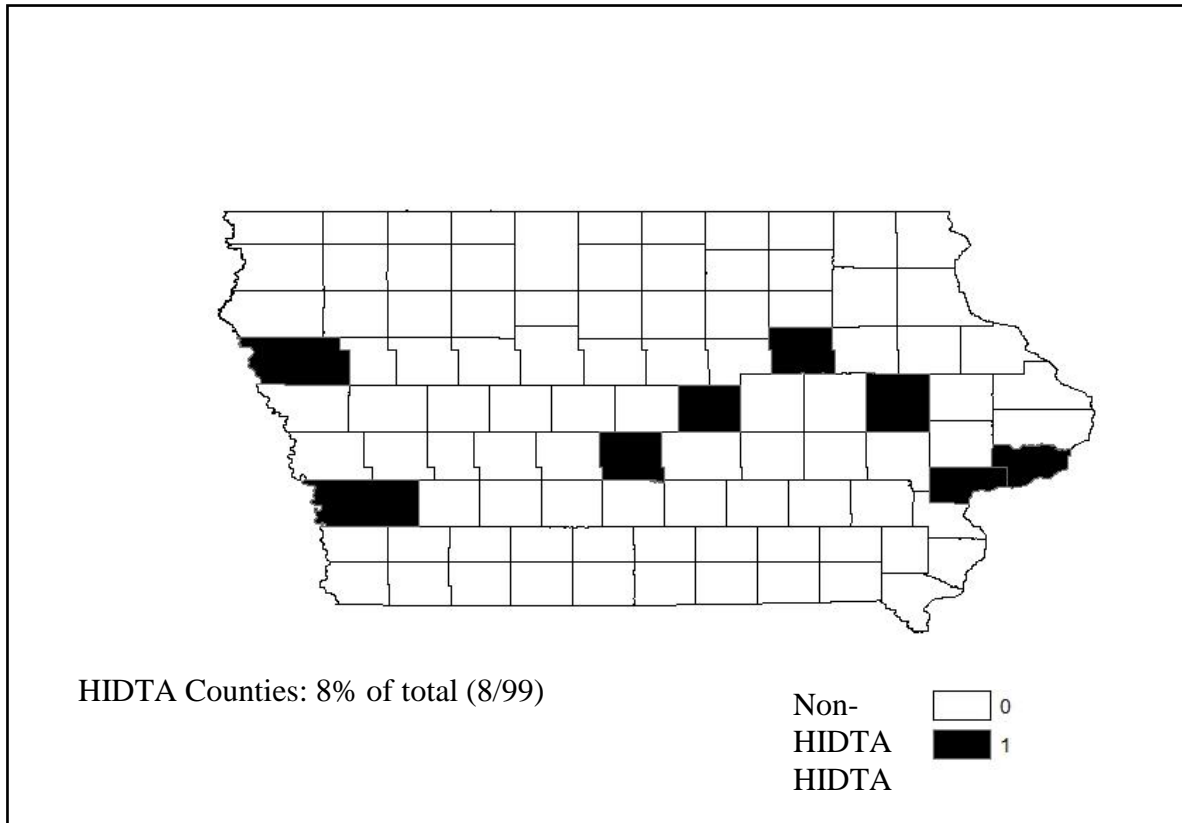 HIDTA Counties: 8% of total (8/99)
Non-
HIDTA
HIDTA
0
1